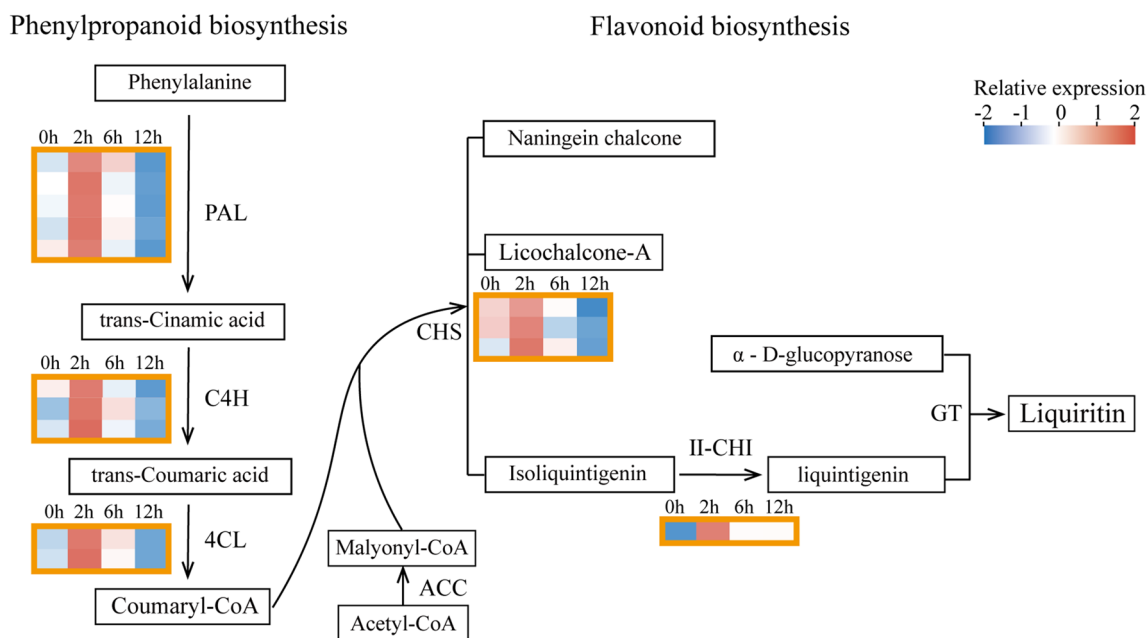 Phenylpropanoid biosynthesis
Flavonoid biosynthesis
Phenylalanine
Relative expression
-2 -1 0 1 2
0h 2h 6h 12h
PAL
Naningein chalcone
Licochalcone-A
0h 2h 6h 12h
CHS
trans-Cinamic acid
0h 2h 6h 12h
C4H
α - D-glucopyranose
GT
Liquiritin
trans-Coumaric acid
Isoliquintigenin
II-CHI
liquintigenin
0h 2h 6h 12h
0h 2h 6h 12h
4CL
Malyonyl-CoA
ACC
Coumaryl-CoA
Acetyl-CoA